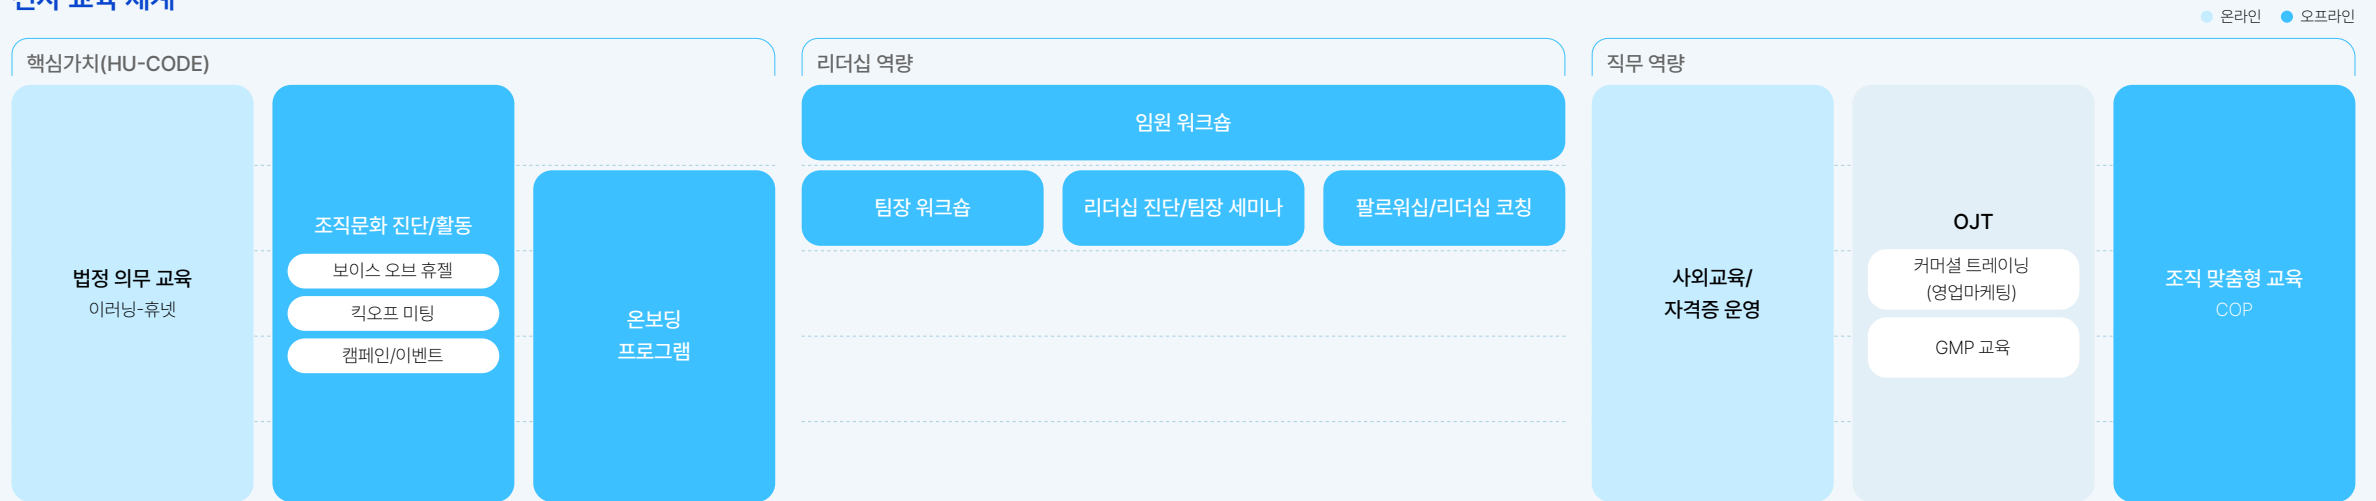 전사 교육 체계
온라인 오프라인
핵심가치(HU-CODE)
법정 의무 교육
이러닝-휴넷
조직문화 진단/활동
보이스 오브 휴젤
킥오프 미팅
캠페인/이벤트
온보딩
프로그램
리더십 역량
임원 워크숍
팀장 워크숍
리더십 진단/팀장 세미나
팔로워십/리더십 코칭
직무 역량
사외교육/
자격증 운영
OJT
커머셜 트레이닝
(영업마케팅)
GMP 교육
조직 맞춤형 교육
COP